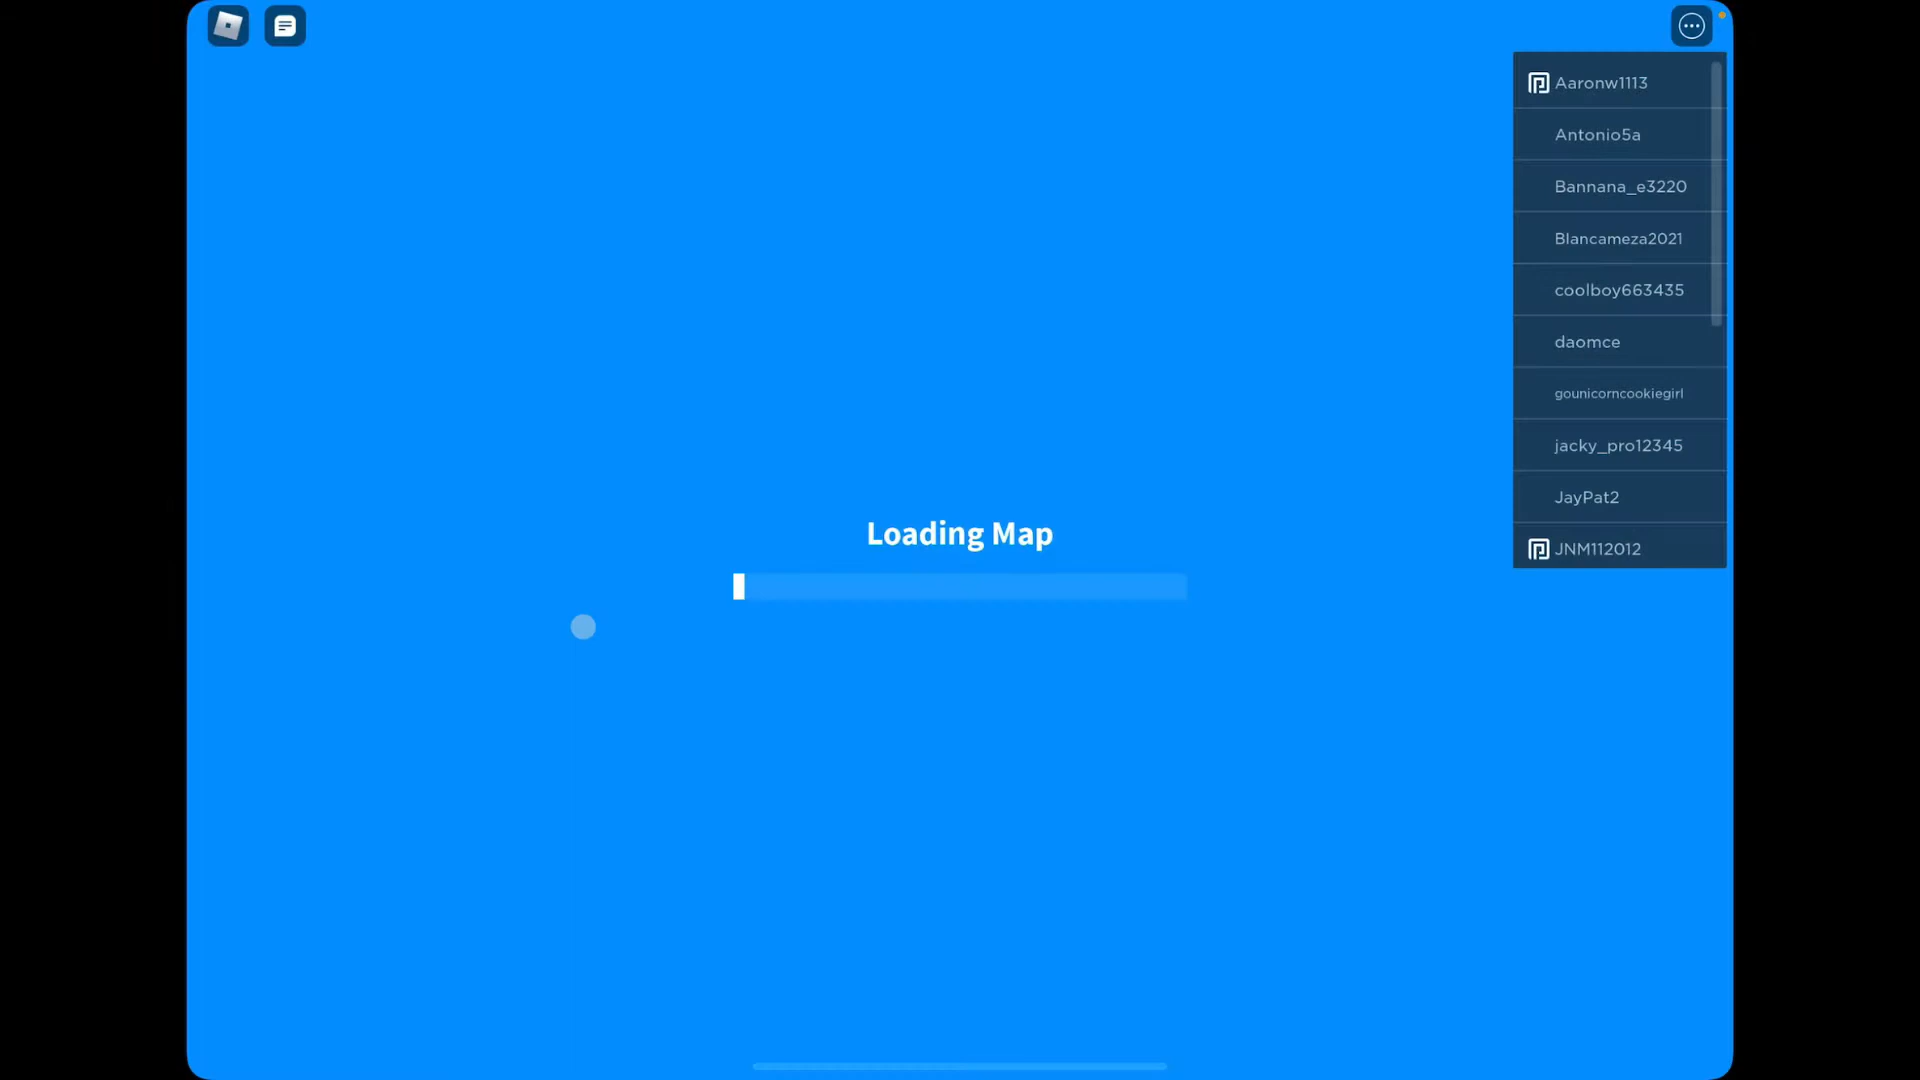 Aaronw1113
Antonio5a
Bannana_e3220
Blancameza2021
coolboy663435
daomce
gounicorncookiegirl
jacky_pro12345
JayPat2
JNM112012
Loading Map